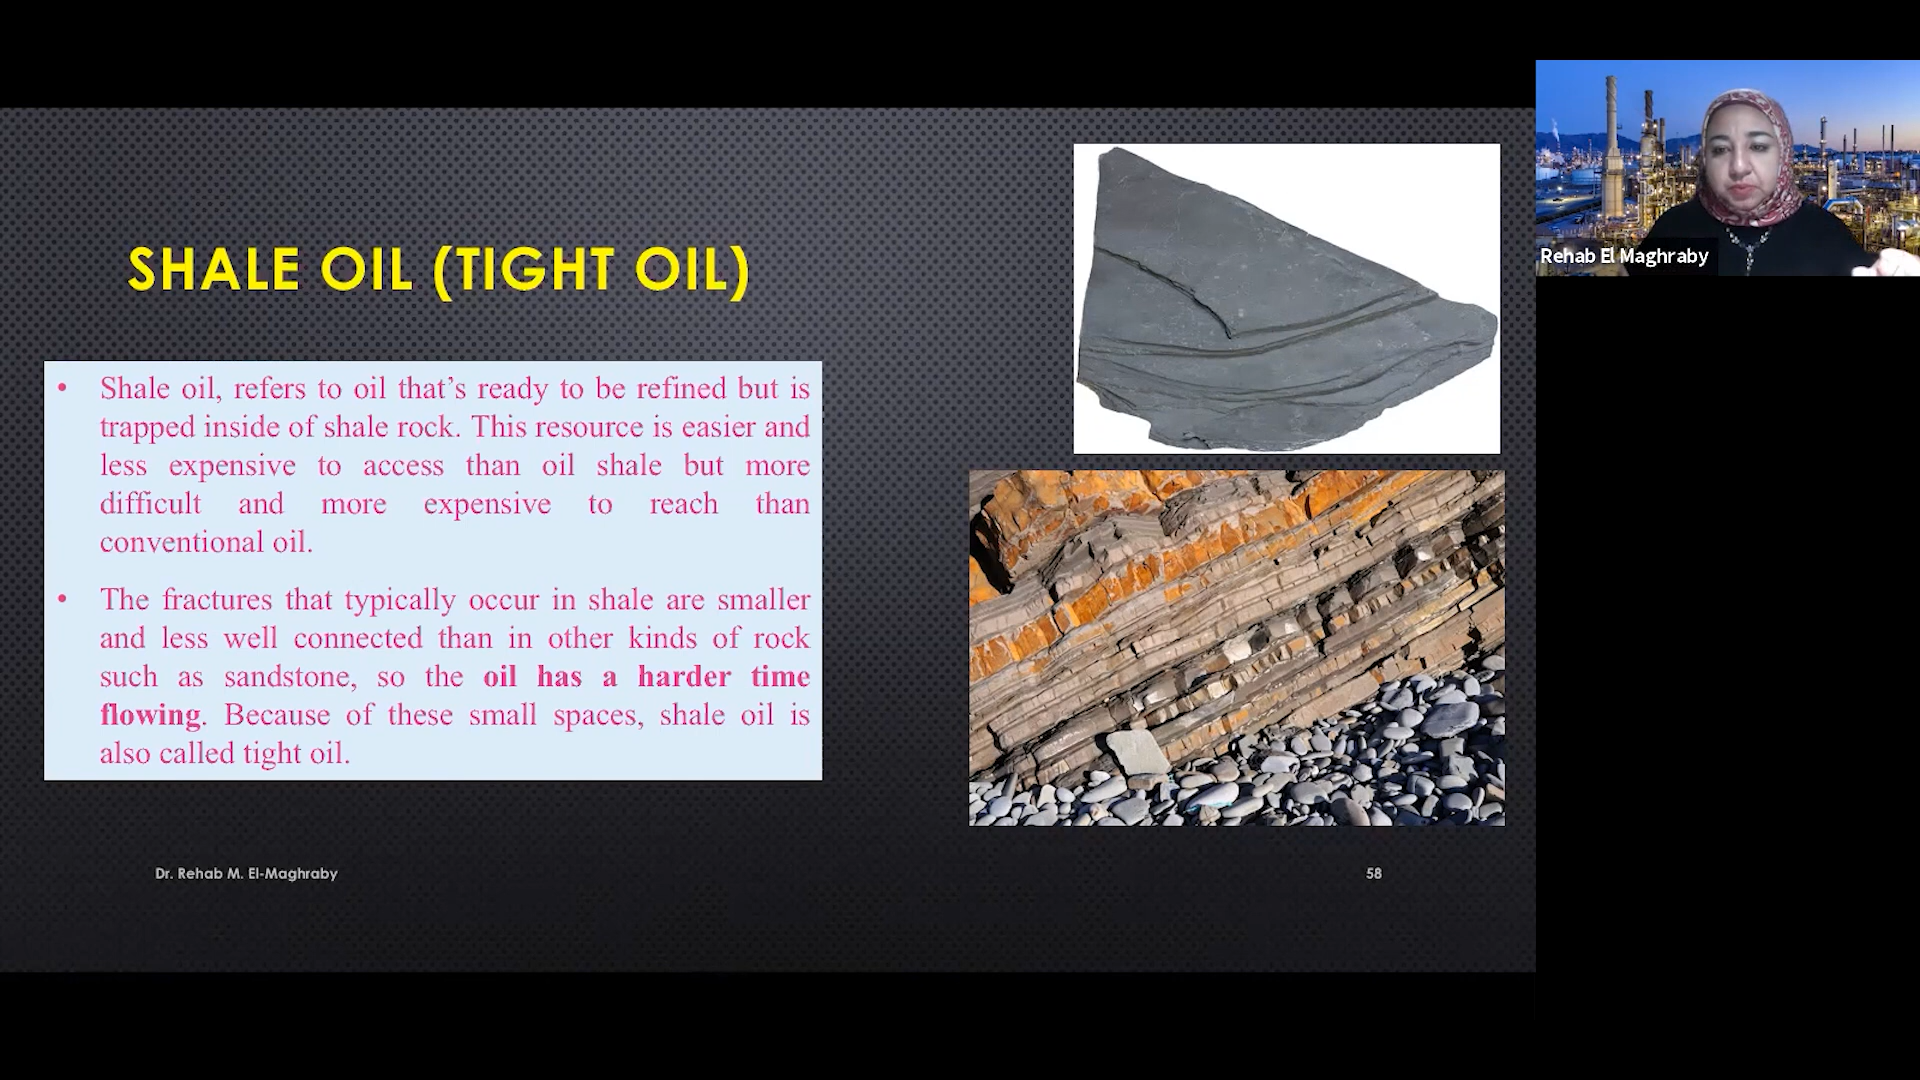 SHALE OIL (TIGHT OIL)
• Shale oil, refers to oil that’s ready to be refined but is
trapped inside of shale rock. This resource is easier and
less expensive to access than oil shale but more
difficult and more expensive to reach than
conventional oil.
• The fractures that typically occur in shale are smaller
and less well connected than in other kinds of rock
such as sandstone, so the oil has a harder time
flowing. Because of these small spaces, shale oil is
also called tight oil.
Dr. Rehab M. El-Maghraby
58
Rehab El Maghraby